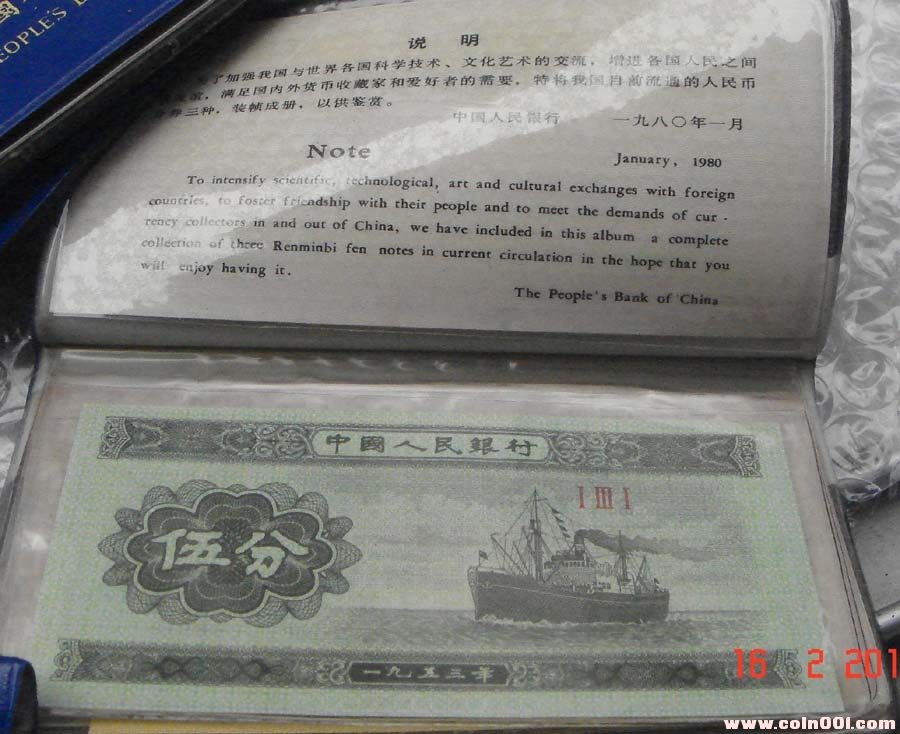 PEOPLE'S
说 明
了加强我国与世界各国科学技术、文化艺术的交流，增进各国人民之间
谊，满足国内外货币收藏家和爱好者的需要，特将我国目前流通的人民币
分券三种，装帧成册，以供鉴赏。
中国人民银行 一九八〇年一月
Note
January, 1980
To intensify scientific, technological, art and cultural exchanges with foreign
countries, to foster friendship with their people and to meet the demands of cur -
rency collectors in and out of China, we have included in this album a complete
collection of three Renminbi fen notes in current circulation in the hope that you
will enjoy having it.
The People's Bank of China
中國人民銀行
I III I
伍分
一九五三年
16 2 201
www.coin001.com